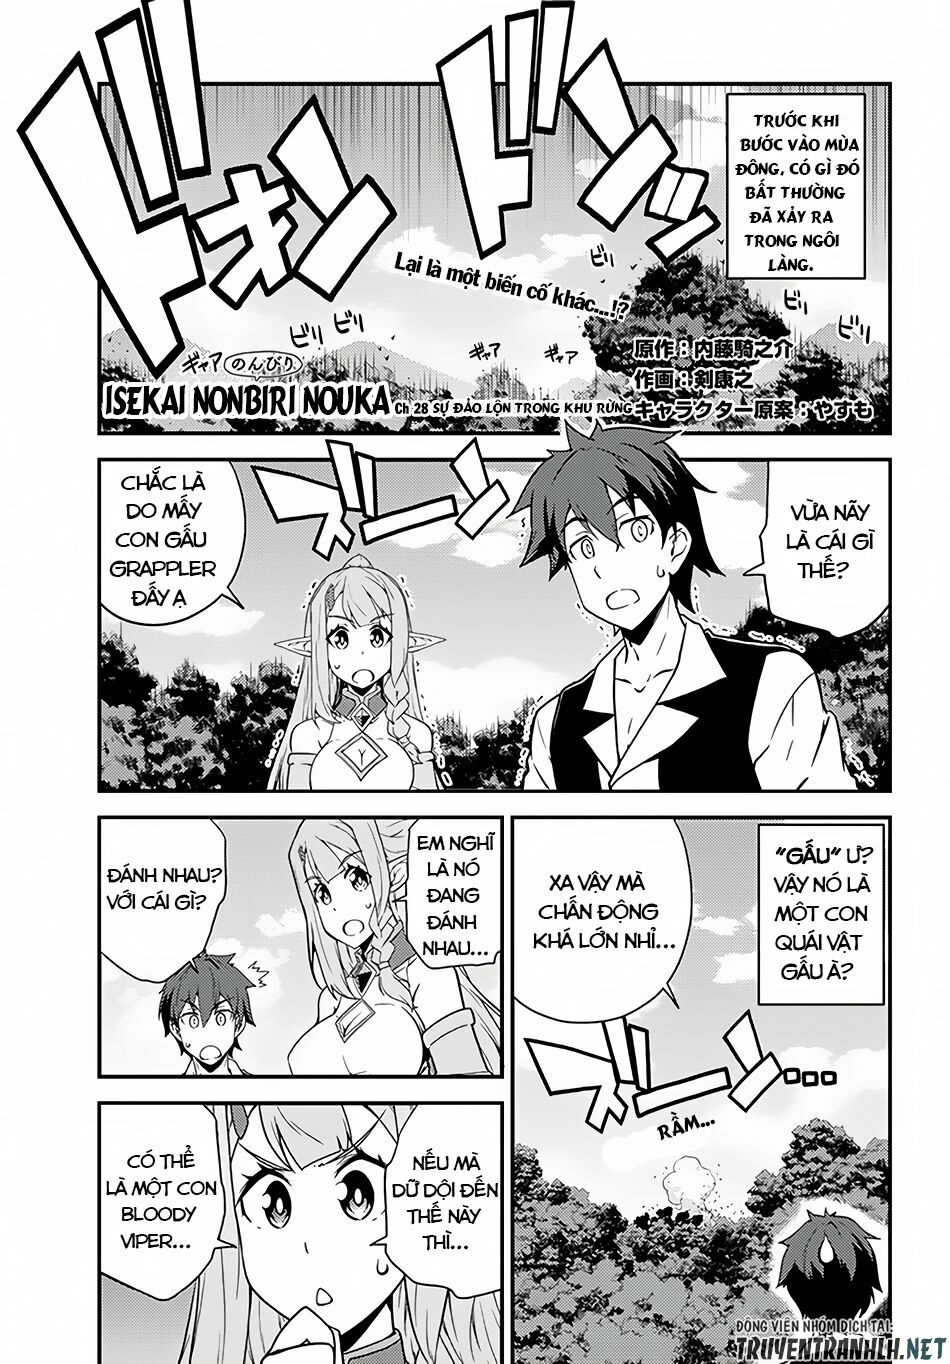 ドォン
ドン
TRƯỚC KHI
BƯỚC VÀO MÙA
ĐÔNG, CÓ GÌ ĐÓ
BẤT THƯỜNG
ĐÃ XẢY RA
TRONG NGÔI
LÀNG.
Lại là một biến cố khác...!?
ビリ
ビリ
ビリ
ビリ
ギャア
ギャア
のんびり
ISEKAI NONBIRI NOUKA Ch 28 SỰ ĐẢO LỘN TRONG KHU RỪNG
原作：内藤騎之介
作画：剣康之
キャラクター原案：やすも
VỪA NÃY
LÀ CÁI GÌ
THẾ?
ズズーン
CHẮC LÀ
DO MẤY
CON GẤU
GRAPPLER
ĐẤY Ạ
“GẤU“ Ư?
VẬY NÓ LÀ
MỘT CON
QUÁI VẬT
GẤU À?
XA VẬY MÀ
CHẤN ĐỘNG
KHÁ LỚN NHỈ...
ズズーン...
RẦM...
EM NGHĨ
LÀ NÓ
ĐANG
ĐÁNH
NHAU...
ĐÁNH NHAU?
VỚI CÁI GÌ?
NẾU MÀ
DỮ DỘI ĐẾN
THẾ NÀY
THÌ...
CÓ THỂ
LÀ MỘT CON
BLOODY
VIPER...
ĐỘNG VIÊN NHÓM DỊCH TẠI:
TRUYENTRANHLH.NET